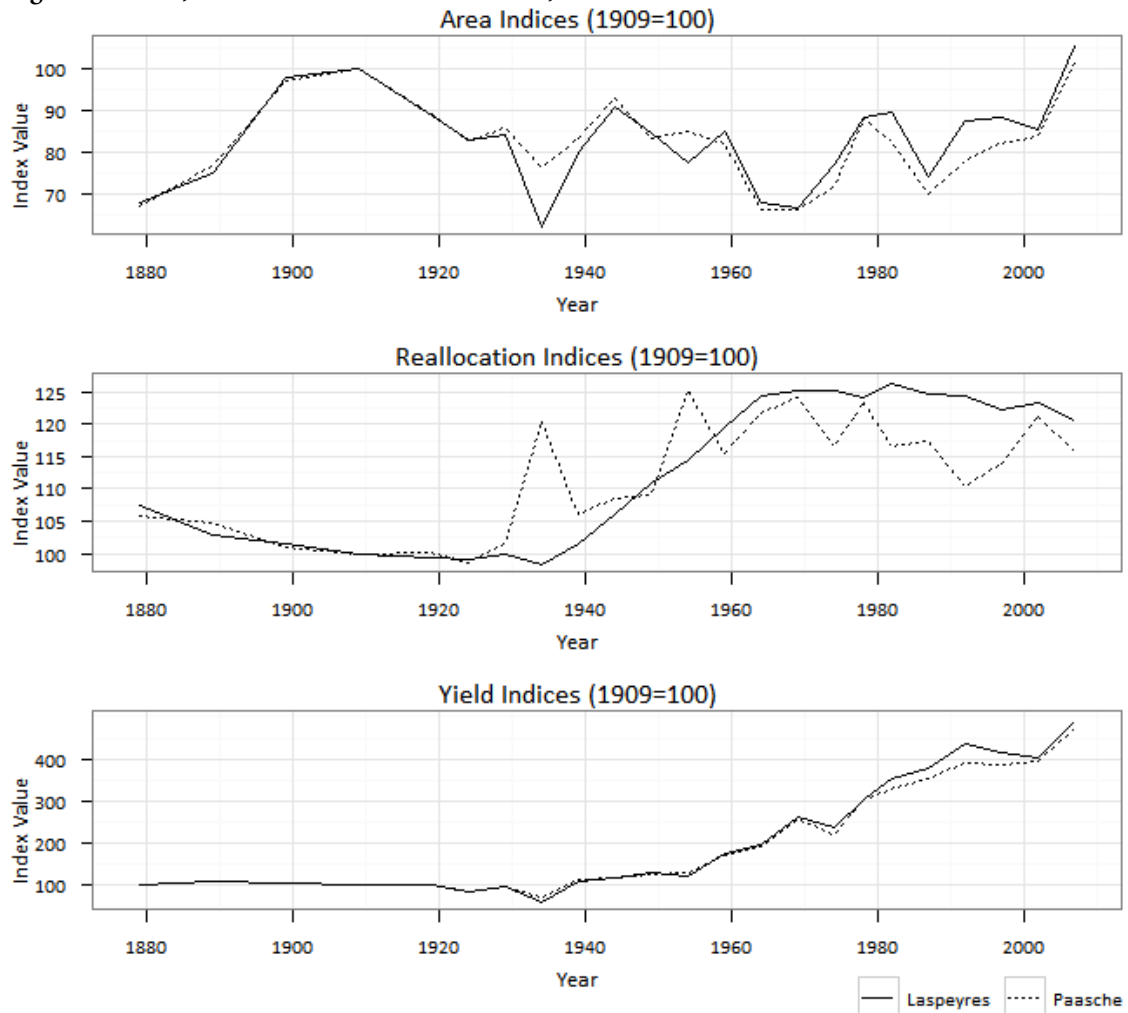 Area Indices (1909=100)
Index Value
100
90
80
70
1880 1900 1920 1940 1960 1980 2000
Year
Reallocation Indices (1909=100)
Index Value
125
120
115
110
105
100
1880 1900 1920 1940 1960 1980 2000
Year
Yield Indices (1909=100)
Index Value
400
300
200
100
1880 1900 1920 1940 1960 1980 2000
Year
Laspeyres Paasche